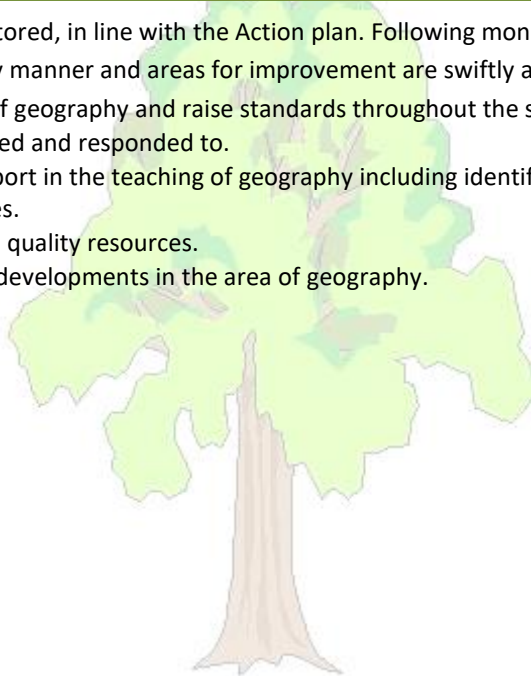 tored, in line with the Action plan. Following mon
manner and areas for improvement are swiftly a
f geography and raise standards throughout the s
ed and responded to.
port in the teaching of geography including identif
es.
quality resources.
developments in the area of geography.